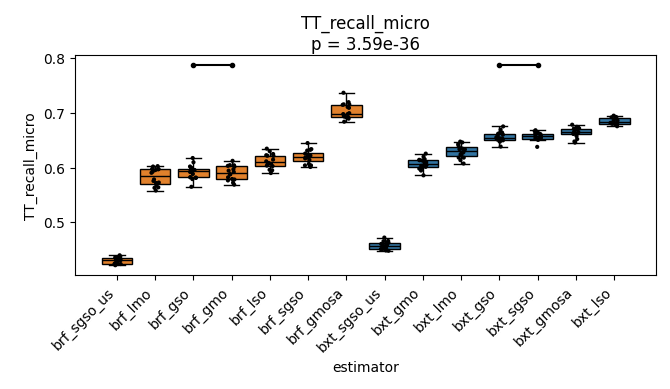 TT_recall_micro
p = 3.59e-36
TT_recall_micro
0.8
0.7
0.6
0.5
brf_sgso_us
brf_lmo
brf_gso
brf_gmo
brf_lso
brf_sgso
brf_gmosa
bxt_sgso_us
bxt_gmo
bxt_lmo
bxt_gso
bxt_sgso
bxt_gmosa
bxt_lso
estimator